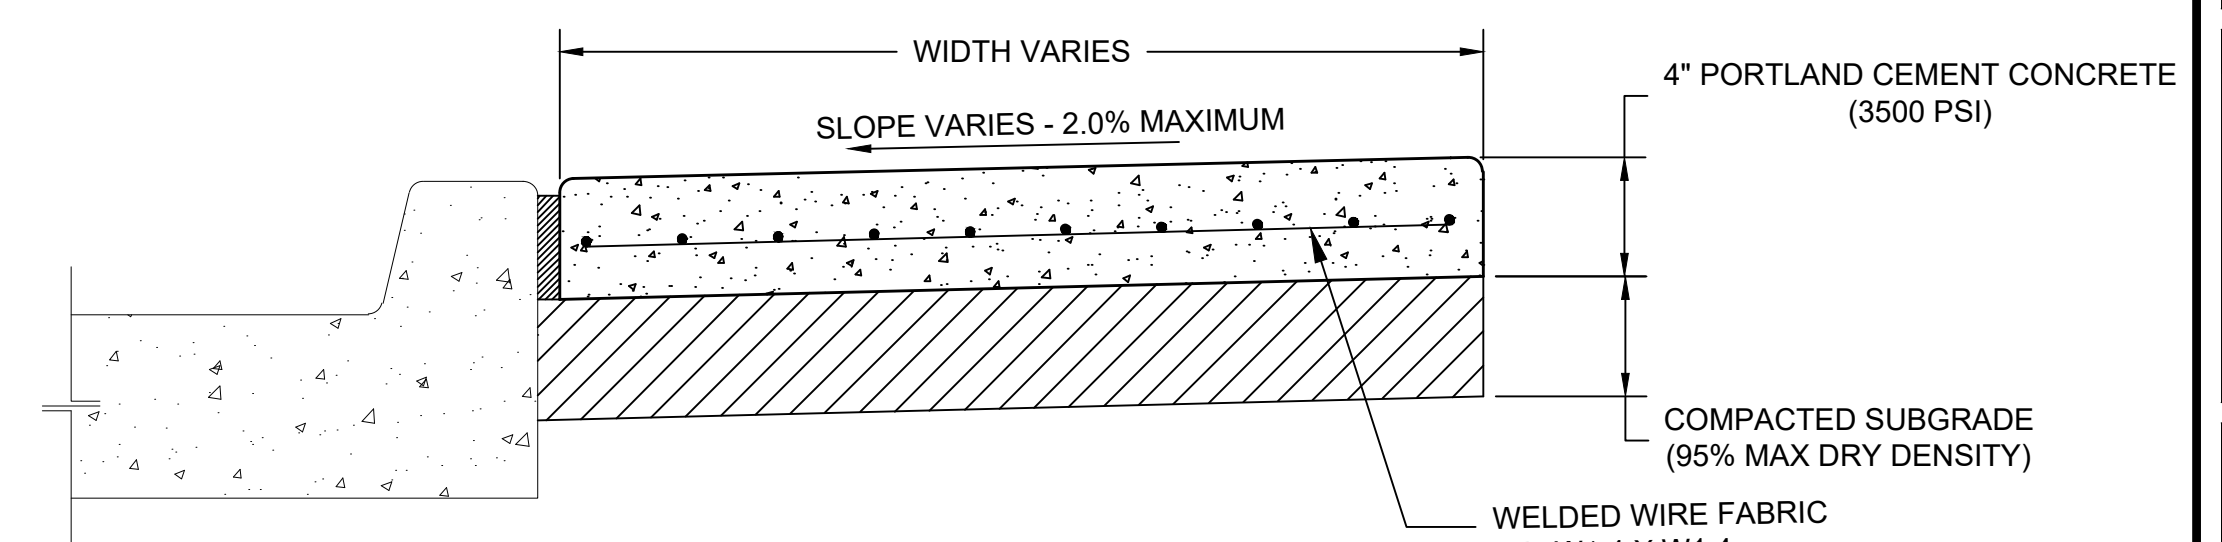 WIDTH VARIES
4" PORTLAND CEMENT CONCRETE
(3500 PSI)
SLOPE VARIES - 2.0% MAXIMUM
COMPACTED SUBGRADE
(95% MAX DRY DENSITY)
WELDED WIRE FABRIC